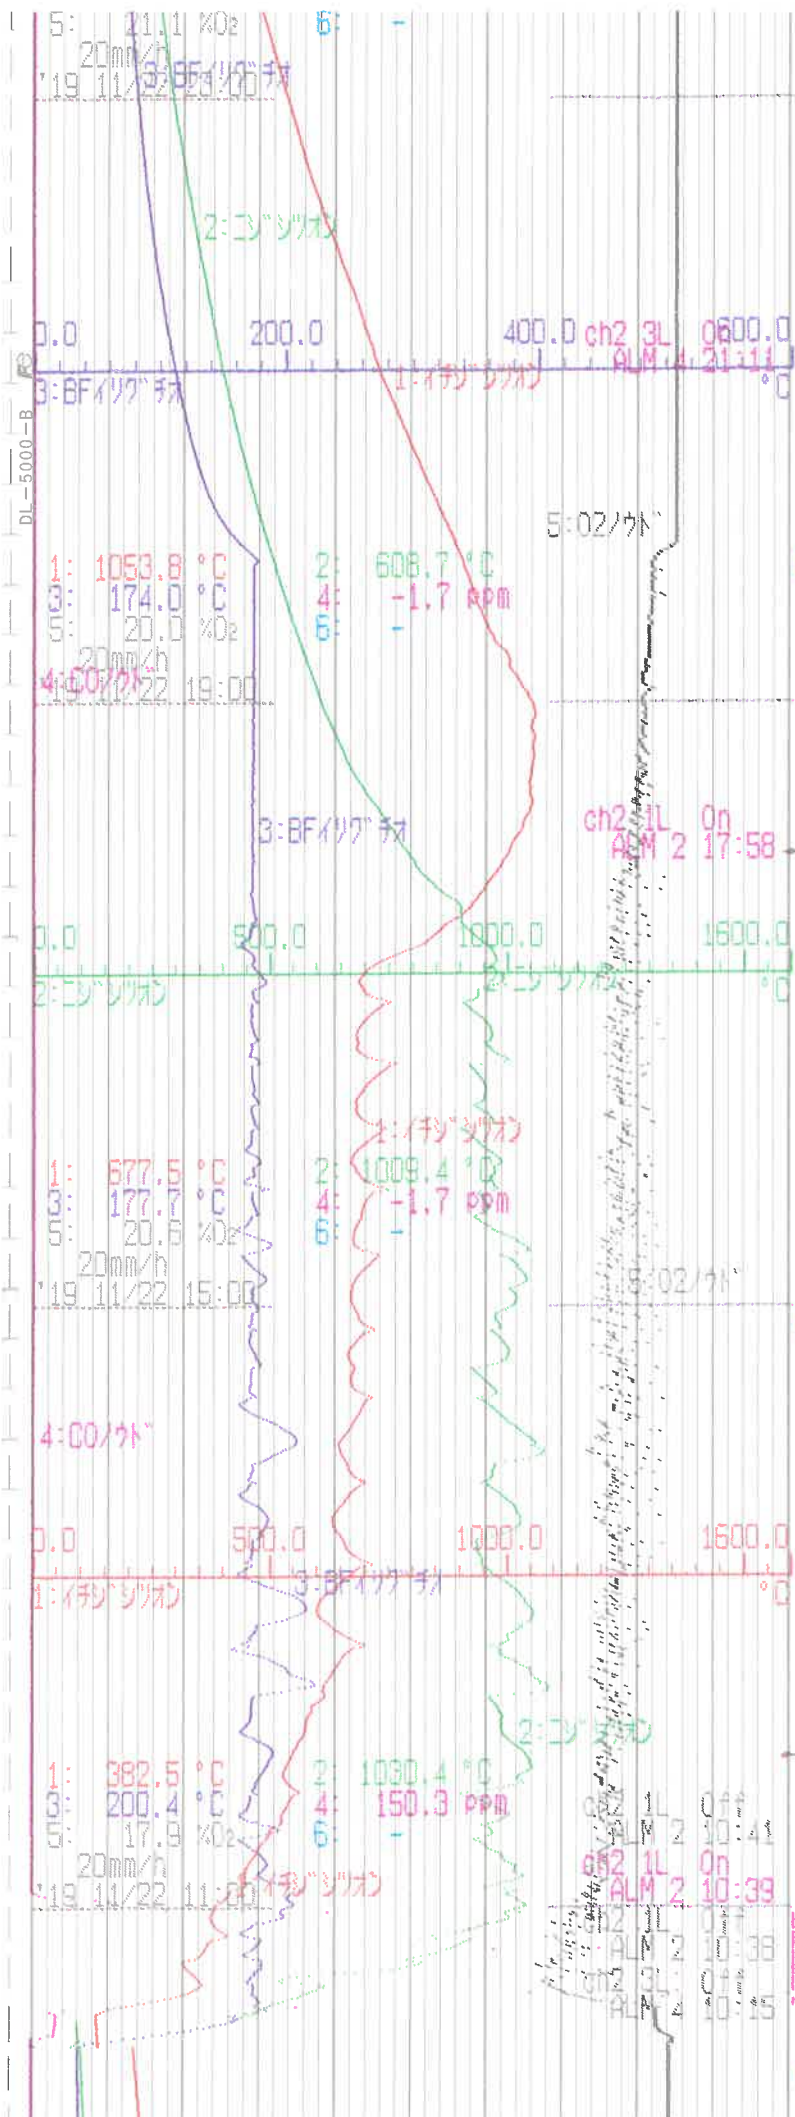 5: 21.1 %O₂
6: -
20mm/h
3:BFイリグチオ
'19 11/22 23:00
2:ニジシツオン
0.0 200.0 400.0 600.0
ch2 3L On
ALM 4 21:11
3:BFイリグチオ
1:イチジシツオン
°C
DL-5000-B
5:O2ノウド
1: 1053.8 °C 2: 608.7 °C
3: 174.0 °C 4: -1.7 ppm
5: 20.0 %O₂ 6: -
20mm/h
4:COノウド
'19 11/22 19:00
3:BFイリグチオ
ch2 1L On
ALM 2 17:58
0.0 500.0 1000.0 1500.0
2:ニジシツオン
2:ニジシツオン
°C
1:イチジシツオン
1: 677.5 °C 2: 1009.4 °C
3: 177.7 °C 4: -1.7 ppm
5: 20.6 %O₂ 6: -
20mm/h
5:O2ノウド
'19 11/22 15:00
4:COノウド
0.0 500.0 1000.0 1500.0
3:BFイリグチオ
1:イチジシツオン
°C
2:ニジシツオン
1: 382.5 °C 2: 1030.4 °C
3: 200.4 °C 4: 150.3 ppm
5: 17.9 %O₂ 6: -
20mm/h
ch2 1L On
ALM 2 10:39
1:イチジシツオン
'19 11/22 11:00